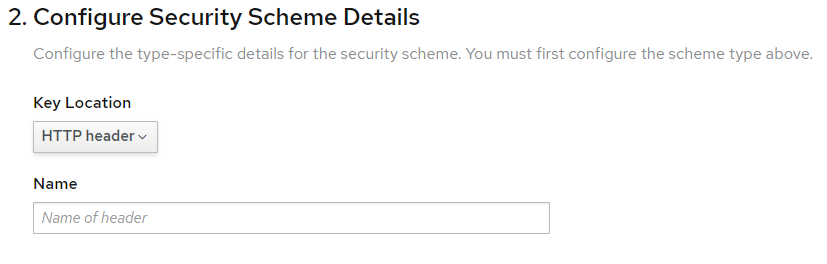 2. Configure Security Scheme Details
Configure the type-specific details for the security scheme. You must first configure the scheme type above.
Key Location
HTTP header
Name
Name of header